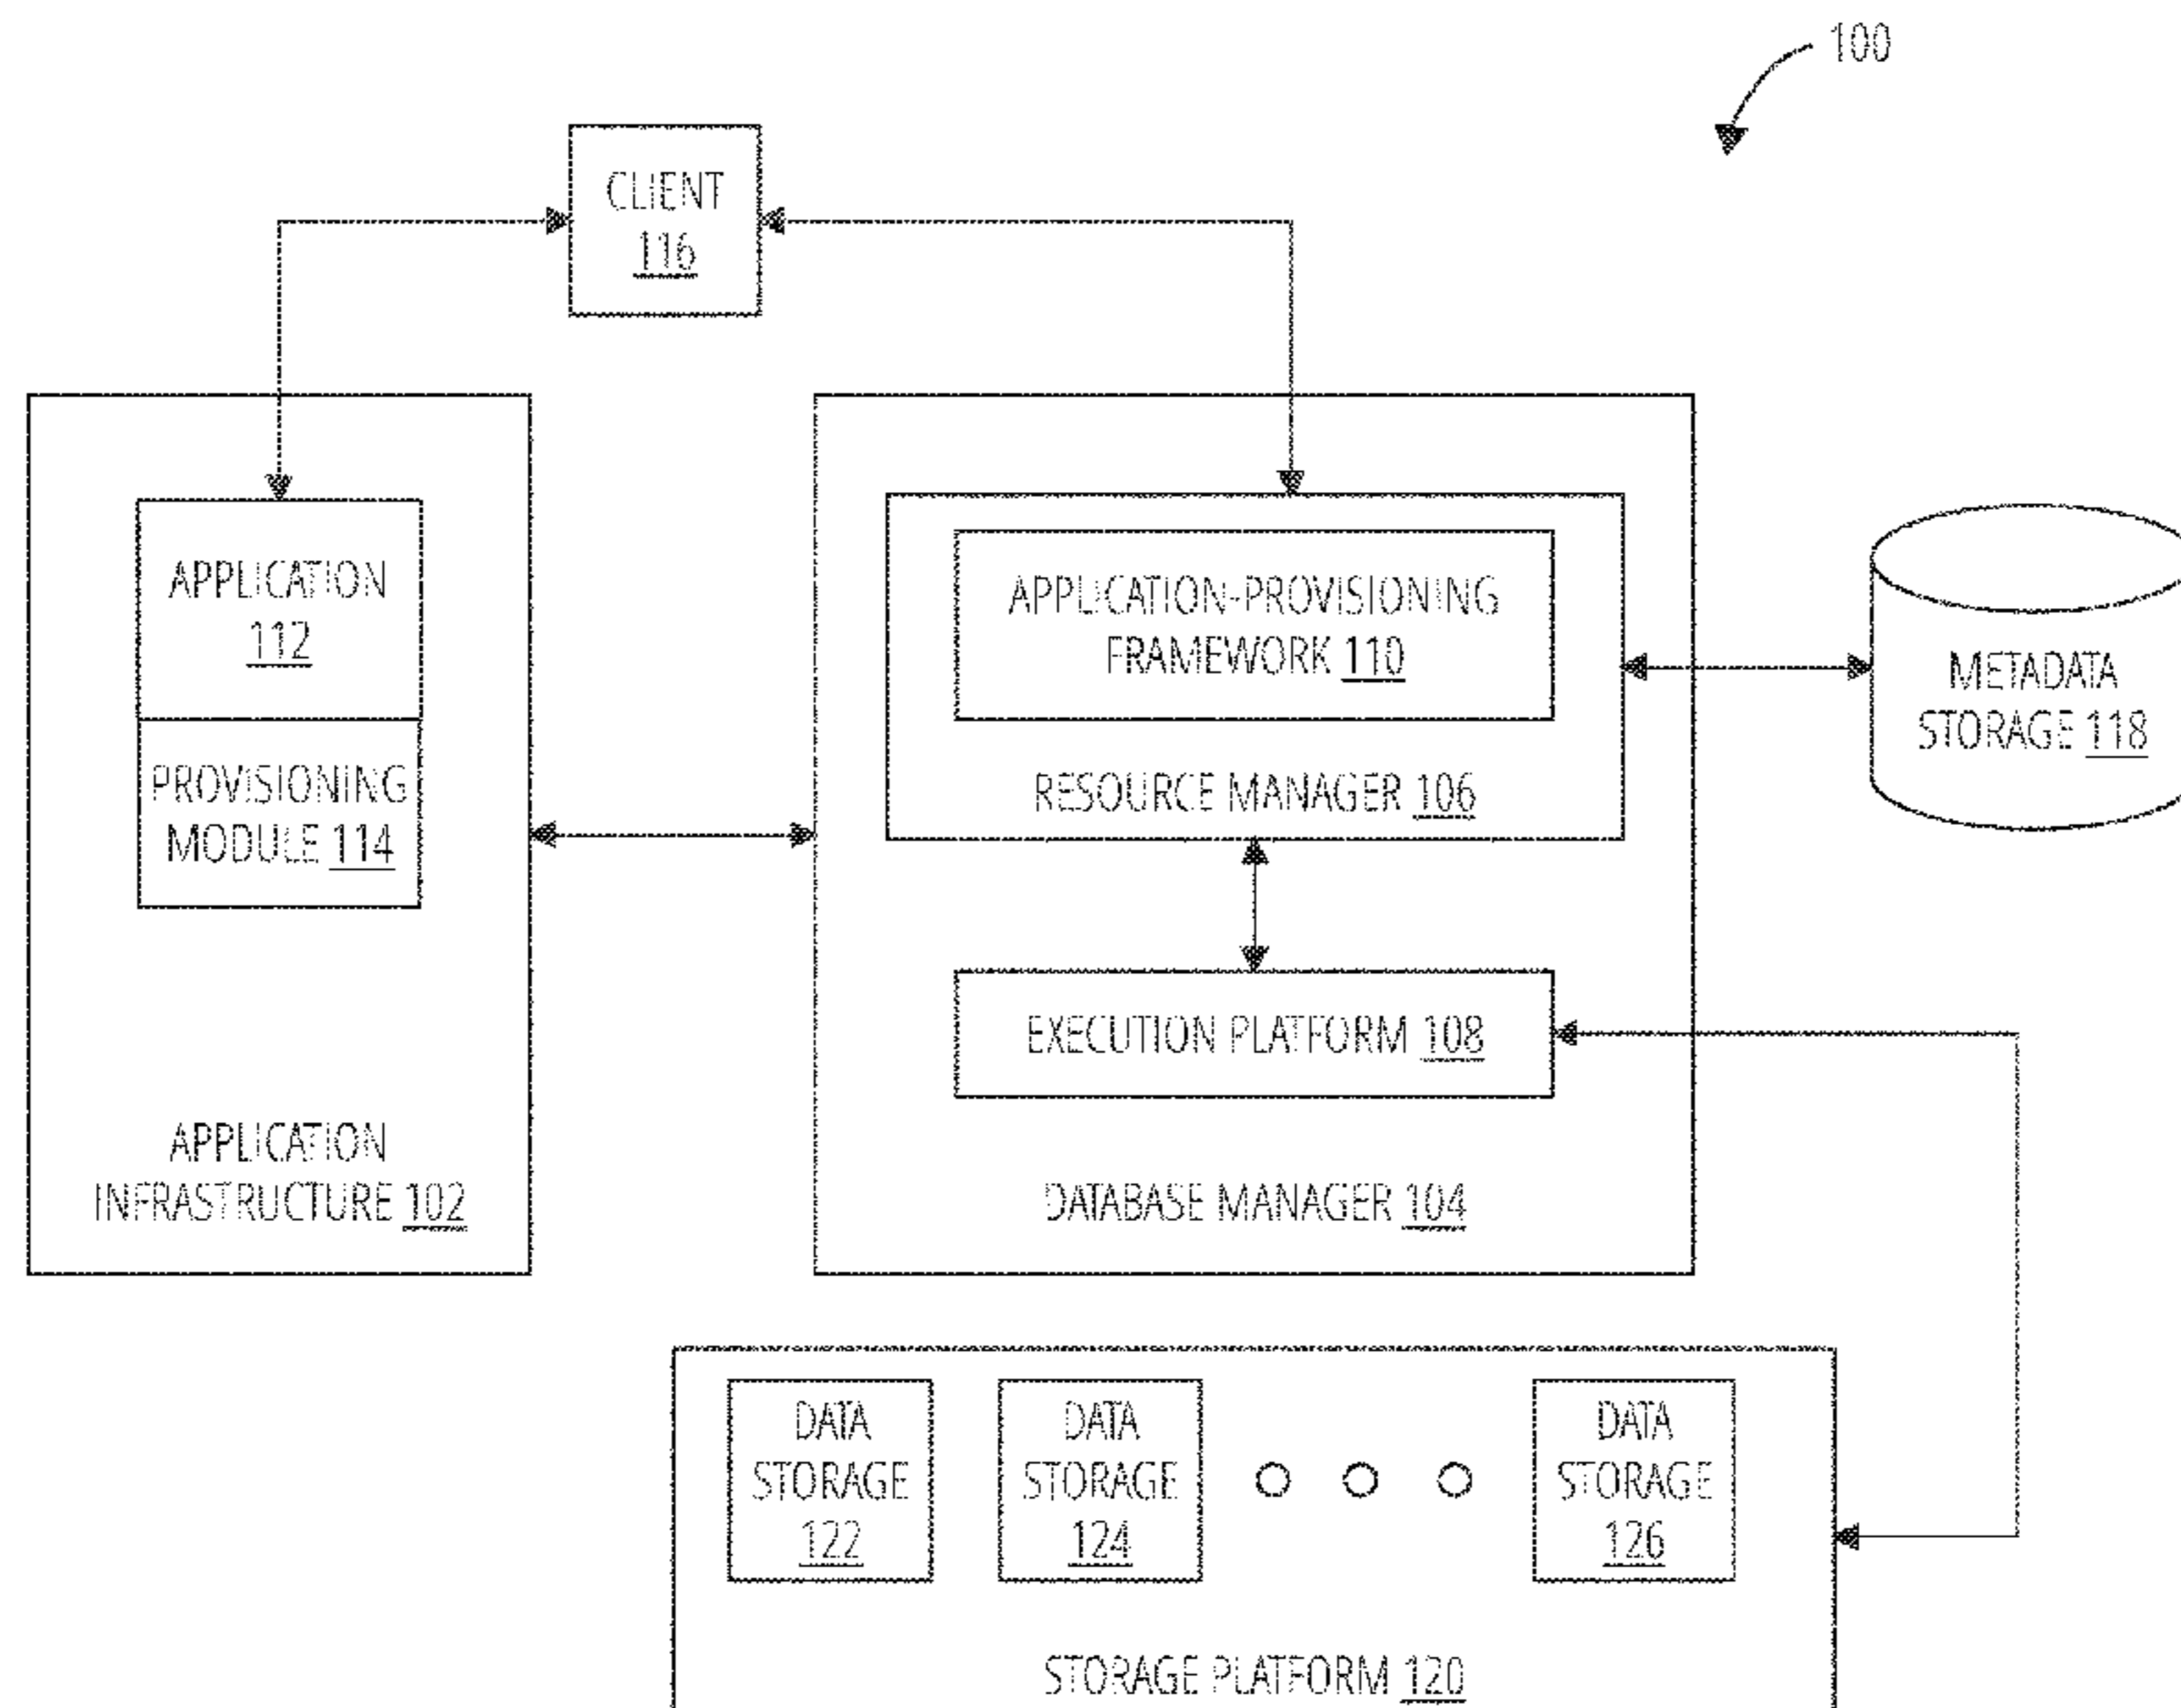 100
CLIENT
116
APPLICATION
112
PROVISIONING
MODULE 114
APPLICATION
INFRASTRUCTURE 102
APPLICATION-PROVISIONING
FRAMEWORK 110
RESOURCE MANAGER 106
EXECUTION PLATFORM 108
DATABASE MANAGER 104
METADATA
STORAGE 118
DATA
STORAGE
122
DATA
STORAGE
124
DATA
STORAGE
126
STORAGE PLATFORM 120